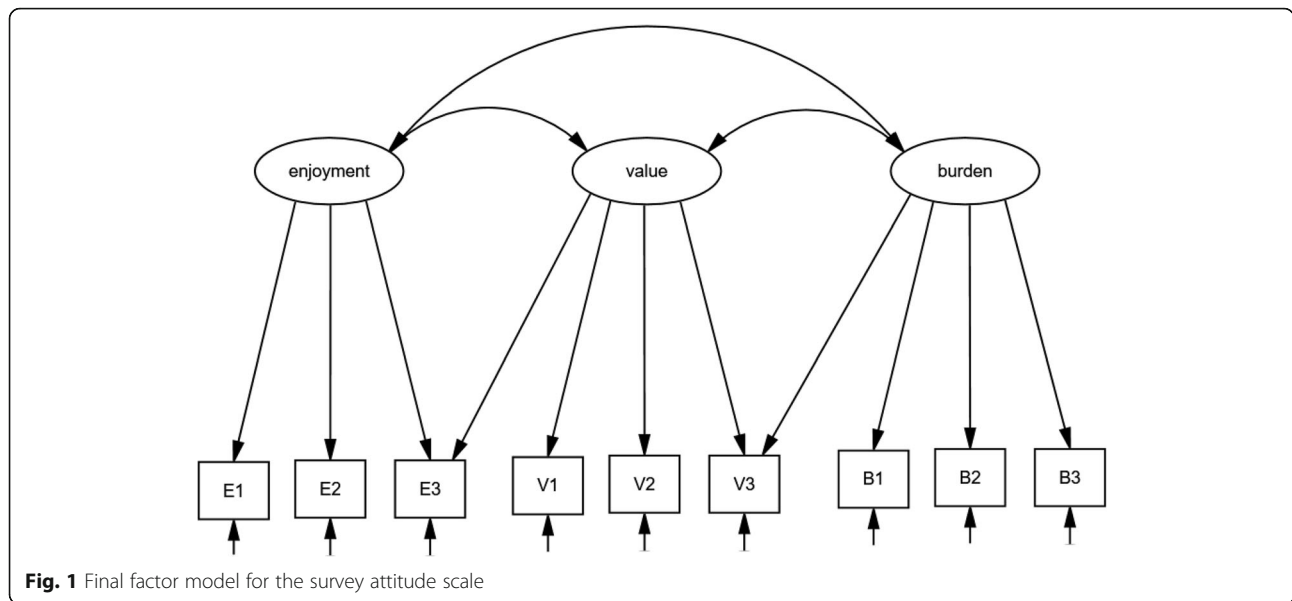 enjoyment value burden
E1 E2 E3 V1 V2 V3 B1 B2 B3
Fig. 1 Final factor model for the survey attitude scale